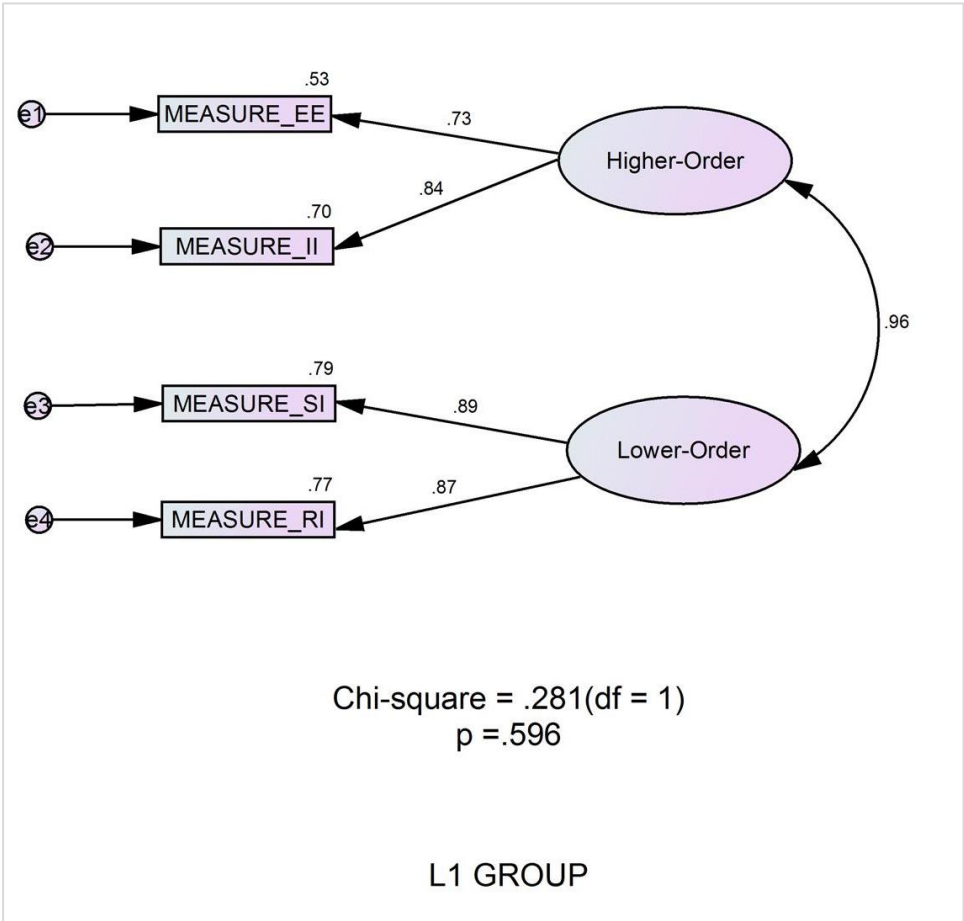 .53
e1
MEASURE_EE
.73
Higher-Order
.84
.70
e2
MEASURE_II
.96
.79
e3
MEASURE_SI
.89
Lower-Order
.77
.87
e4
MEASURE_RI
Chi-square = .281(df = 1)
p =.596
L1 GROUP